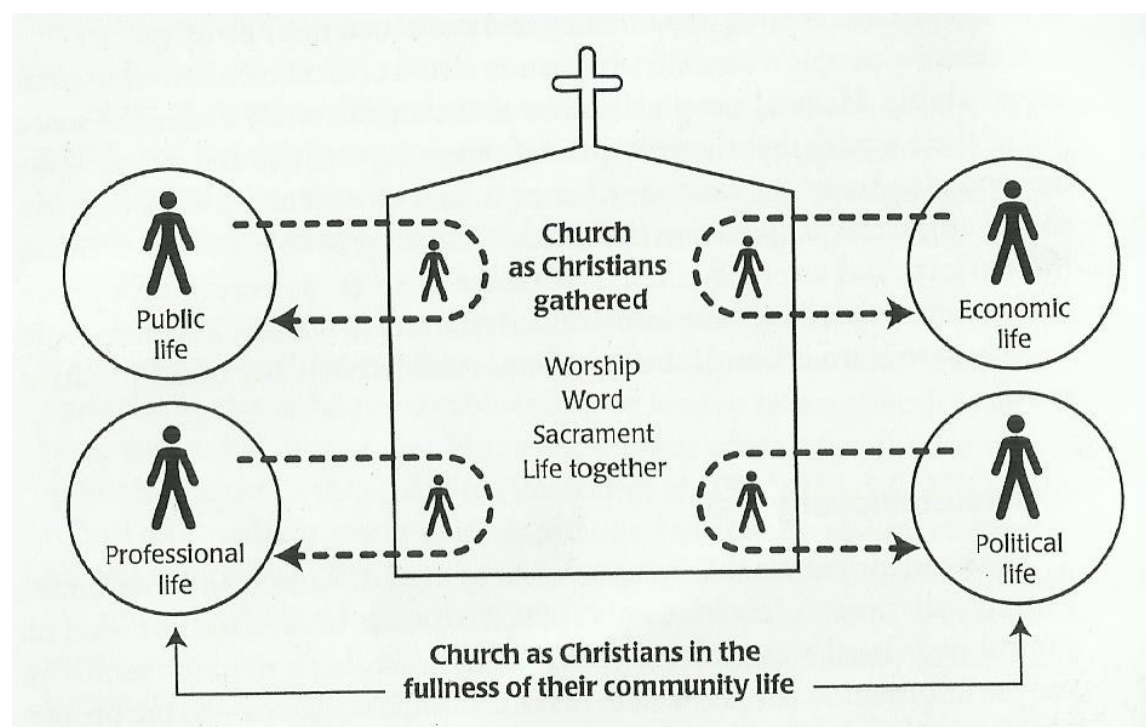 Church
as Christians
gathered
Public
life
Economic
life
Worship
Word
Sacrament
Life together
Professional
life
Political
life
Church as Christians in the
fullness of their community life